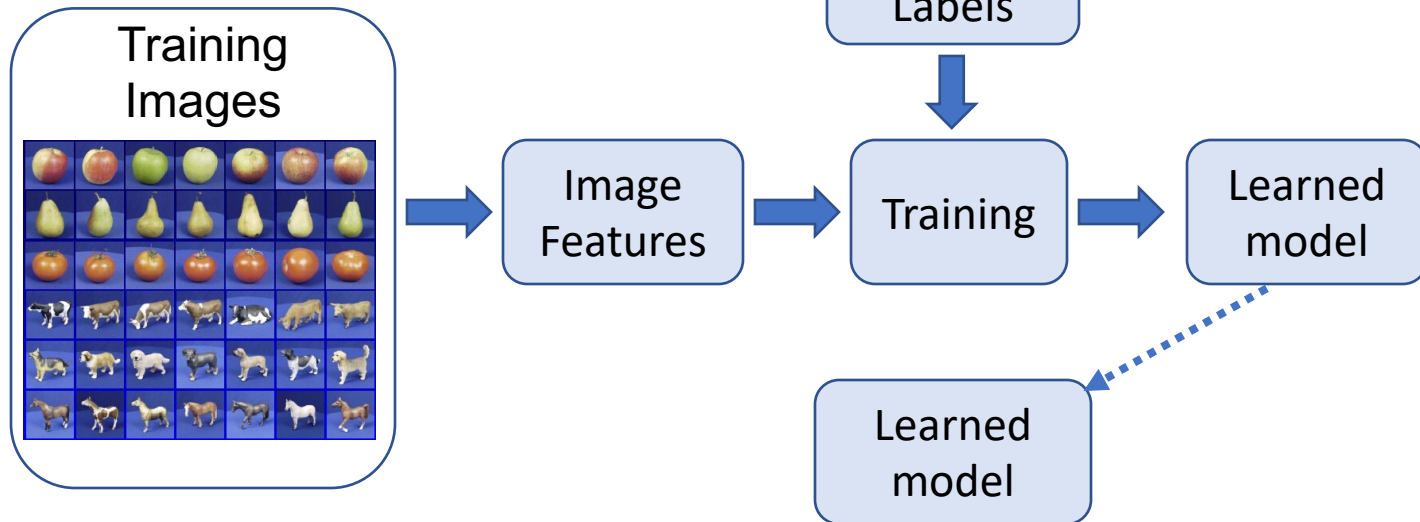 Training
Images
Labels
Image
Features
Training
Learned
model
Learned
model